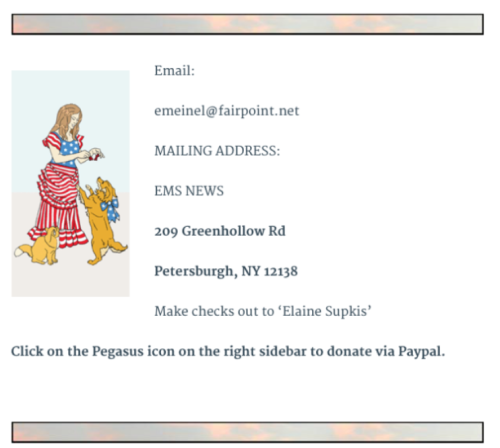 Email:
emeinel@fairpoint.net
MAILING ADDRESS:
EMS NEWS
209 Greenhollow Rd
Petersburgh, NY 12138
Make checks out to ‘Elaine Supkis’
Click on the Pegasus icon on the right sidebar to donate via Paypal.